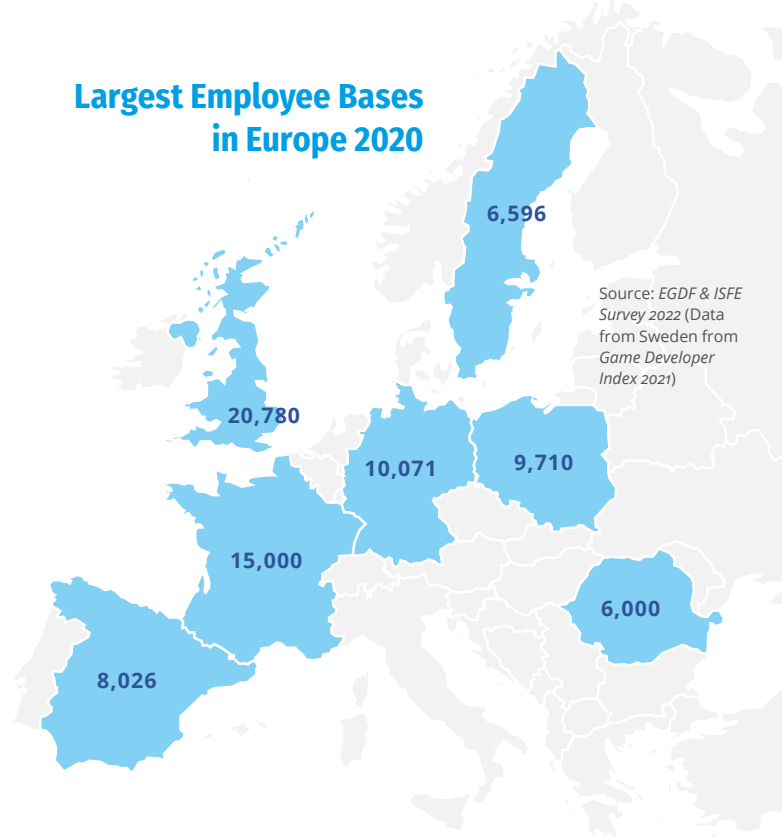 Largest Employee Bases
in Europe 2020
6,596
Source: EGDF & ISFE
Survey 2022 (Data
from Sweden from
Game Developer
Index 2021)
20,780
10,071
9,710
15,000
6,000
8,026